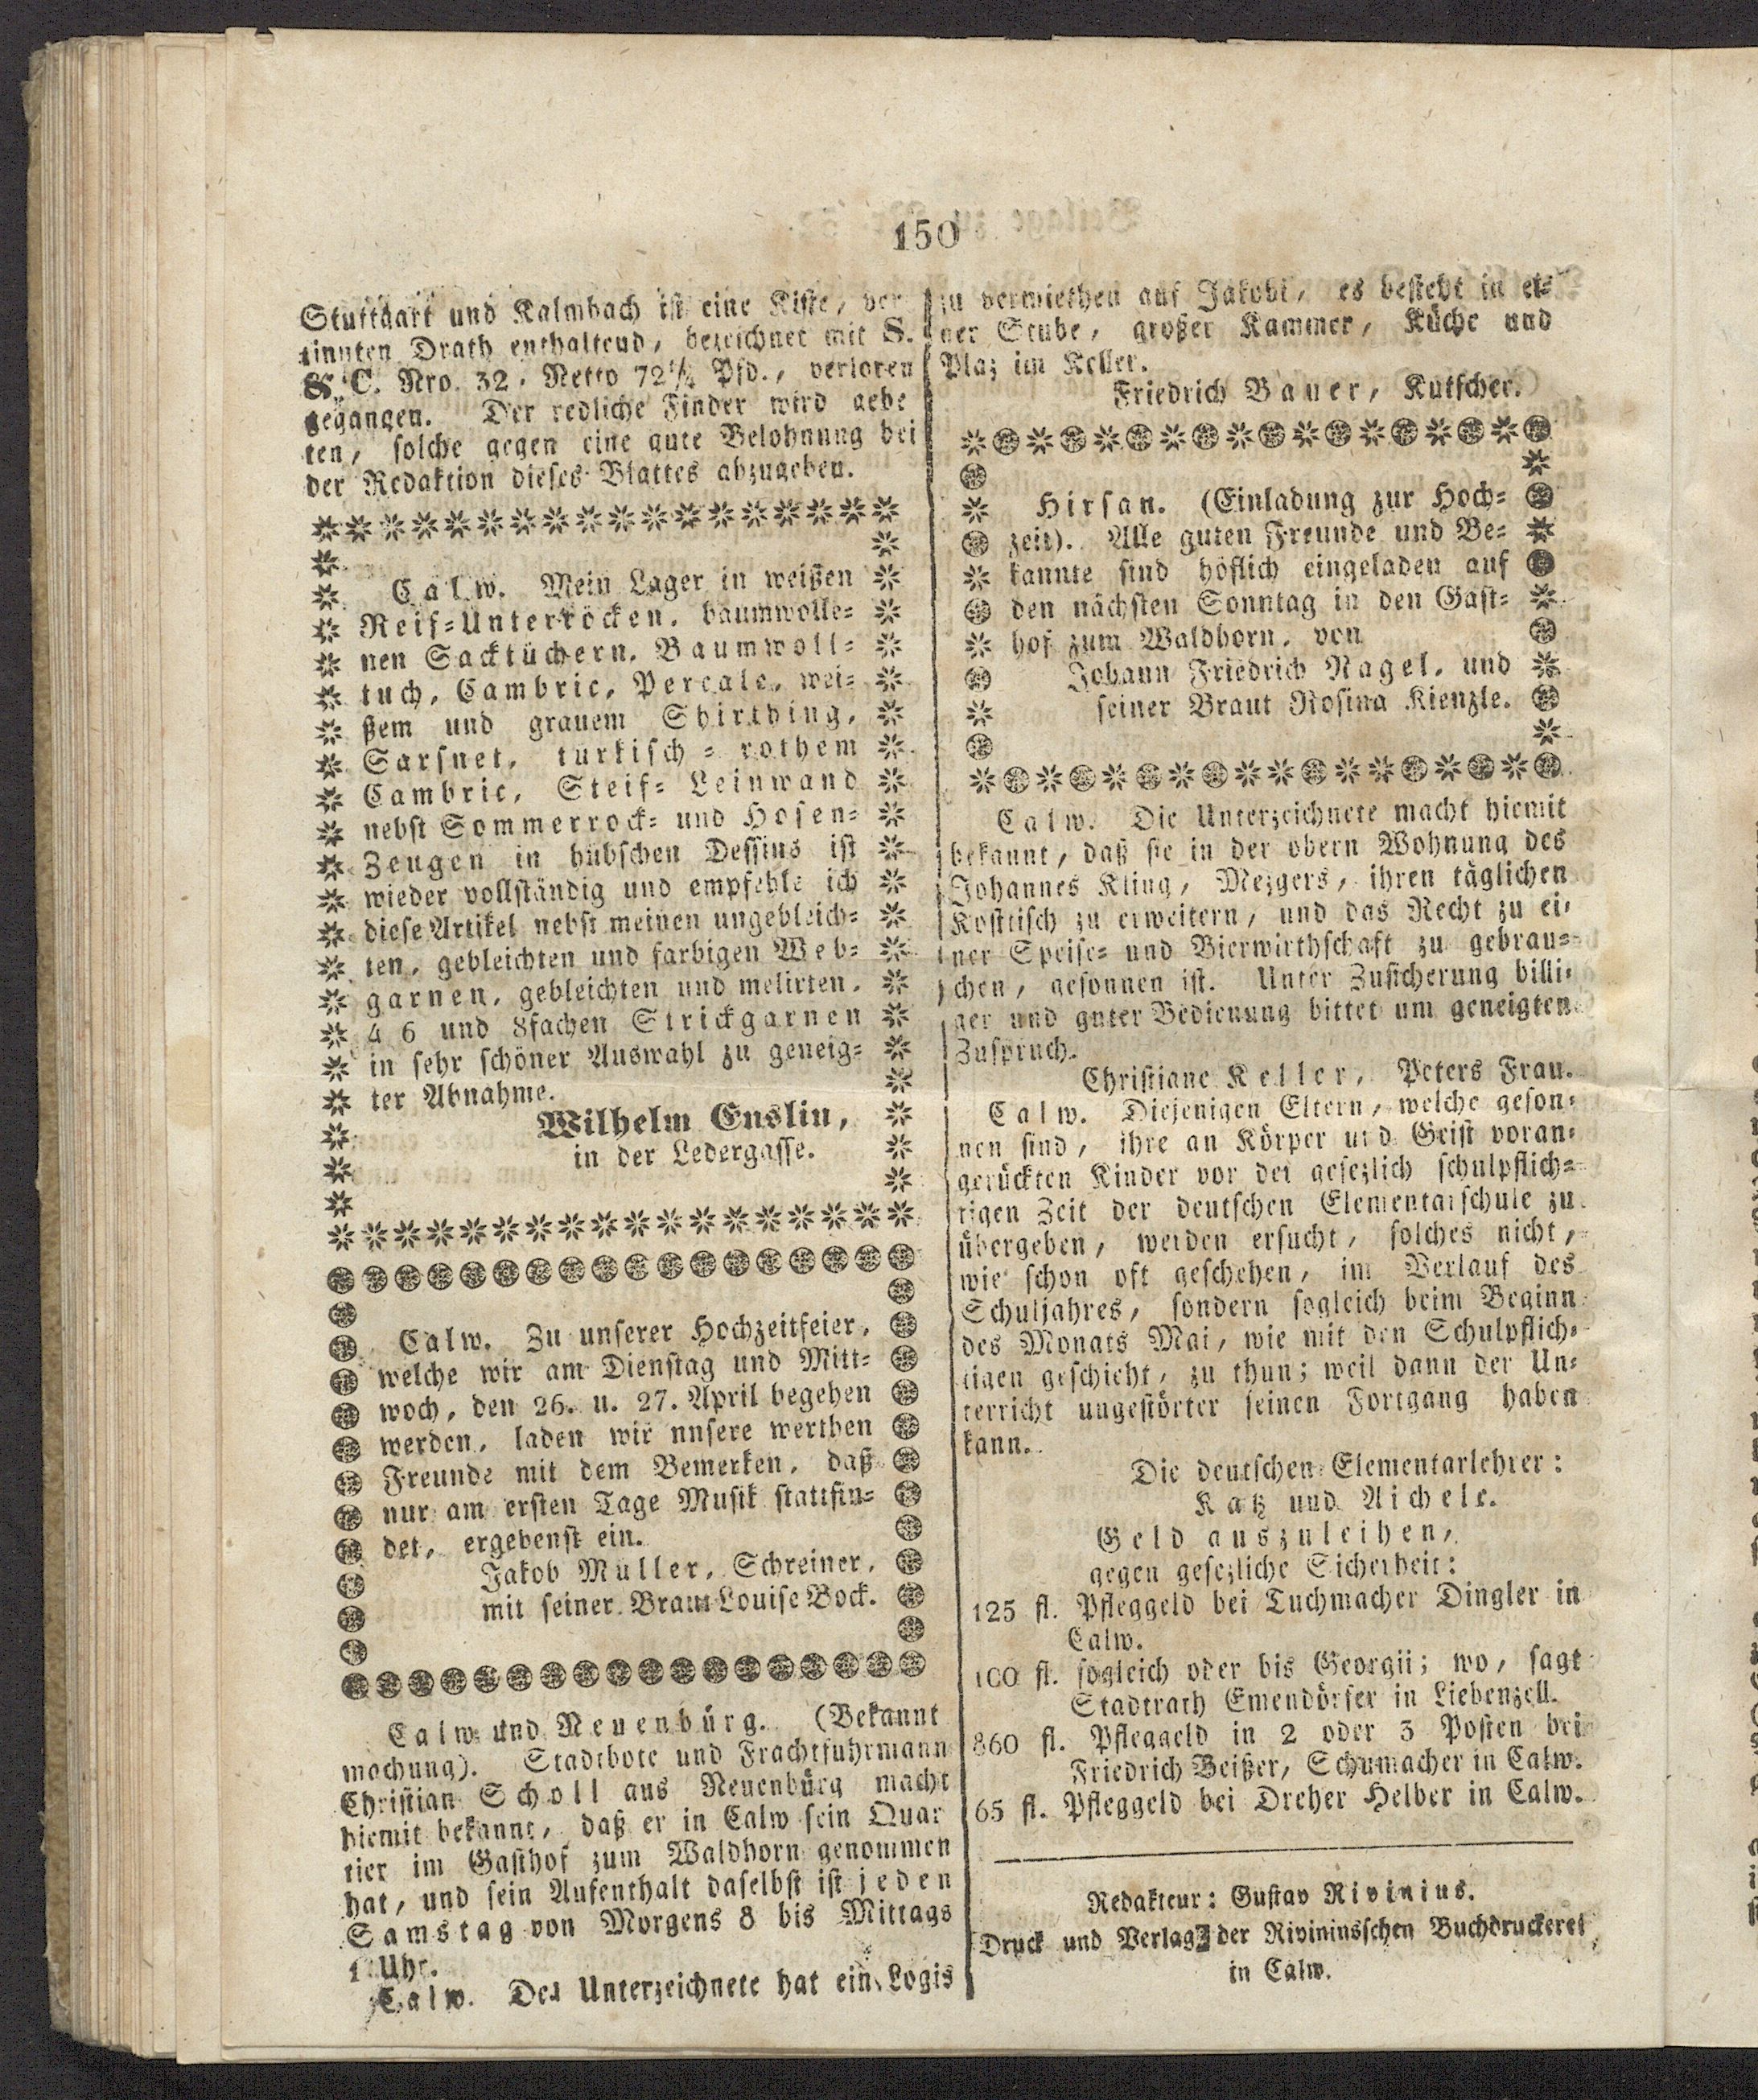 150
Stuttgart und Kalmbach ist eine Kiste, ver
zinnten Drath enthaltend, bezeichnet mit S.
& C. Nro. 32, Netto 72 1/2 Pfd., verloren
gegangen. Der redliche Finder wird gebe
ten, solche gegen eine gute Belohnung bei
der Redaktion dieses Blattes abzugeben.
Calw. Mein Lager in weißen
Reif-Unterröcken, baumwolle-
nen Sacktüchern, Baumwoll-
tuch, Cambric, Percale, wei-
ßem und grauem Shirthing,
Sarsnet, turkisch-rothem
Cambric, Steif-Leinwand
nebst Sommerrock- und Hosen-
Zeugen in hübschen Dessins ist
wieder vollständig und empfehle ich
diese Artikel nebst meinen ungebleich-
ten, gebleichten und farbigen Web-
garnen, gebleichten und melirten,
4 6 und 8fachen Strickgarnen
in sehr schöner Auswahl zu geneig-
ter Abnahme.
Wilhelm Enslin,
in der Ledergasse.
Calw. Zu unserer Hochzeitfeier,
welche wir am Dienstag und Mitt-
woch, den 26. u. 27. April begehen
werden, laden wir nnsere werthen
Freunde mit dem Bemerken, daß
nur am ersten Tage Musik stattfin-
det, ergebenst ein.
Jakob Müller, Schreiner,
mit seiner Braut Louise Bock.
Calw und Neuenbürg. (Bekannt
machung). Stadtbote und Frachtfuhrmann
Christian Scholl aus Neuenbürg macht
hiemit bekannt, daß er in Calw sein Quar
tier im Gasthof zum Waldhorn genommen
hat, und sein Aufenthalt daselbst ist jeden
Samstag von Morgens 8 bis Mittags
1 Uhr.
Calw. Der Unterzeichnete hat ein Logis
zu vermiethen auf Jakobi, es besteht in ei-
ner Stube, großer Kammer, Küche und
Plaz im Keller.
Friedrich Bauer, Kutscher.
Hirsan. (Einladung zur Hoch-
zeit). Alle guten Freunde und Be-
kannte sind höflich eingeladen auf
den nächsten Sonntag in den Gast-
hof zum Waldhorn, von
Johann Friedrich Nagel, und
seiner Braut Rosina Kienzle.
Calw. Die Unterzeichnete macht hiemit
bekannt, daß sie in der obern Wohnung des
Johannes Kling, Mezgers, ihren täglichen
Kosttisch zu erweitern, und das Recht zu ei-
ner Speise- und Bierwirthschaft zu gebrau-
chen, gesonnen ist. Unter Zusicherung billi-
ger und guter Bedienung bittet um geneigten
Zuspruch.
Christiane Keller, Peters Frau.
Calw. Diejenigen Eltern, welche geson-
nen sind, ihre an Körper und Geist voran-
gerückten Kinder vor der gesezlich schulpflich-
tigen Zeit der deutschen Elementarschule zu
übergeben, werden ersucht, solches nicht,
wie schon oft geschehen, im Verlauf des
Schuljahres, sondern sogleich beim Beginn
des Monats Mai, wie mit den Schulpflich-
tigen geschieht, zu thun; weil dann der Un-
terricht ungestörter seinen Fortgang haben
kann.
Die deutschen Elementarlehrer:
Katz und Aichele.
Geld auszuleihen,
gegen gesezliche Sicherheit:
125 fl. Pfleggeld bei Tuchmacher Dingler in
Calw.
100 fl. sogleich oder bis Georgii; wo, sagt
Stadtrath Emendörfer in Liebenzell.
860 fl. Pfleggeld in 2 oder 3 Posten bei
Friedrich Beißer, Schumacher in Calw.
65 fl. Pfleggeld bei Dreher Helber in Calw.
Redakteur: Gustav Rivinius.
Druck und Verlag der Rivininsschen Buchdruckerei
in Calw.